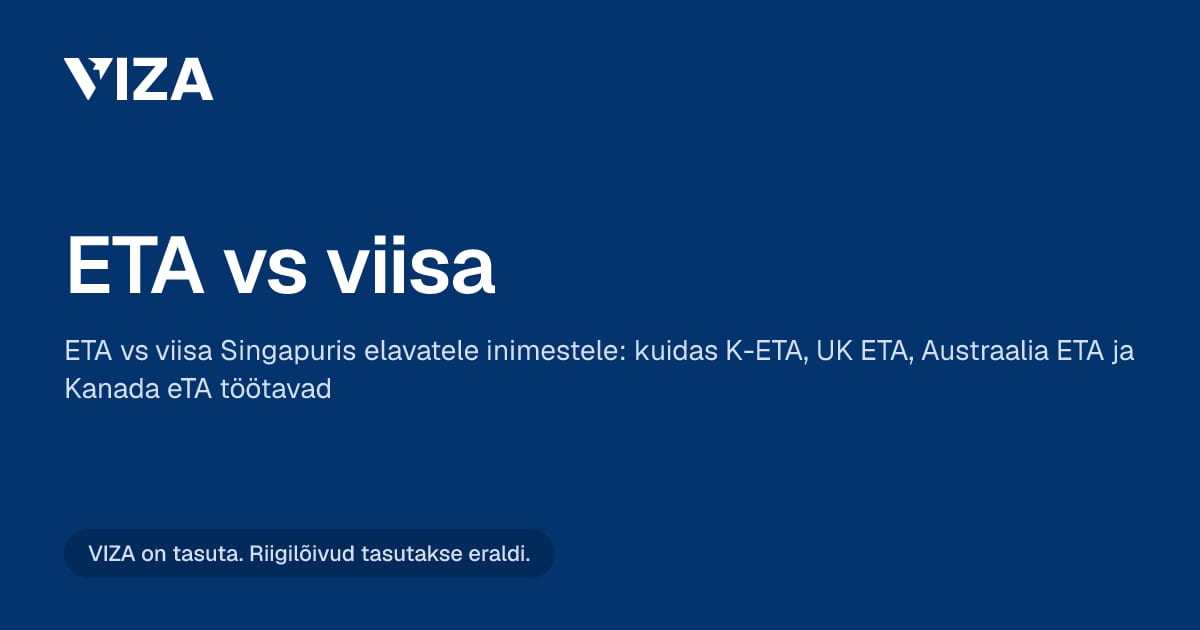 VIZA
ETA vs viisa
ETA vs viisa Singapuris elavatele inimestele: kuidas K-ETA, UK ETA, Austraalia ETA ja
Kanada eTA töötavad
VIZA on tasuta. Riigilõivud tasutakse eraldi.